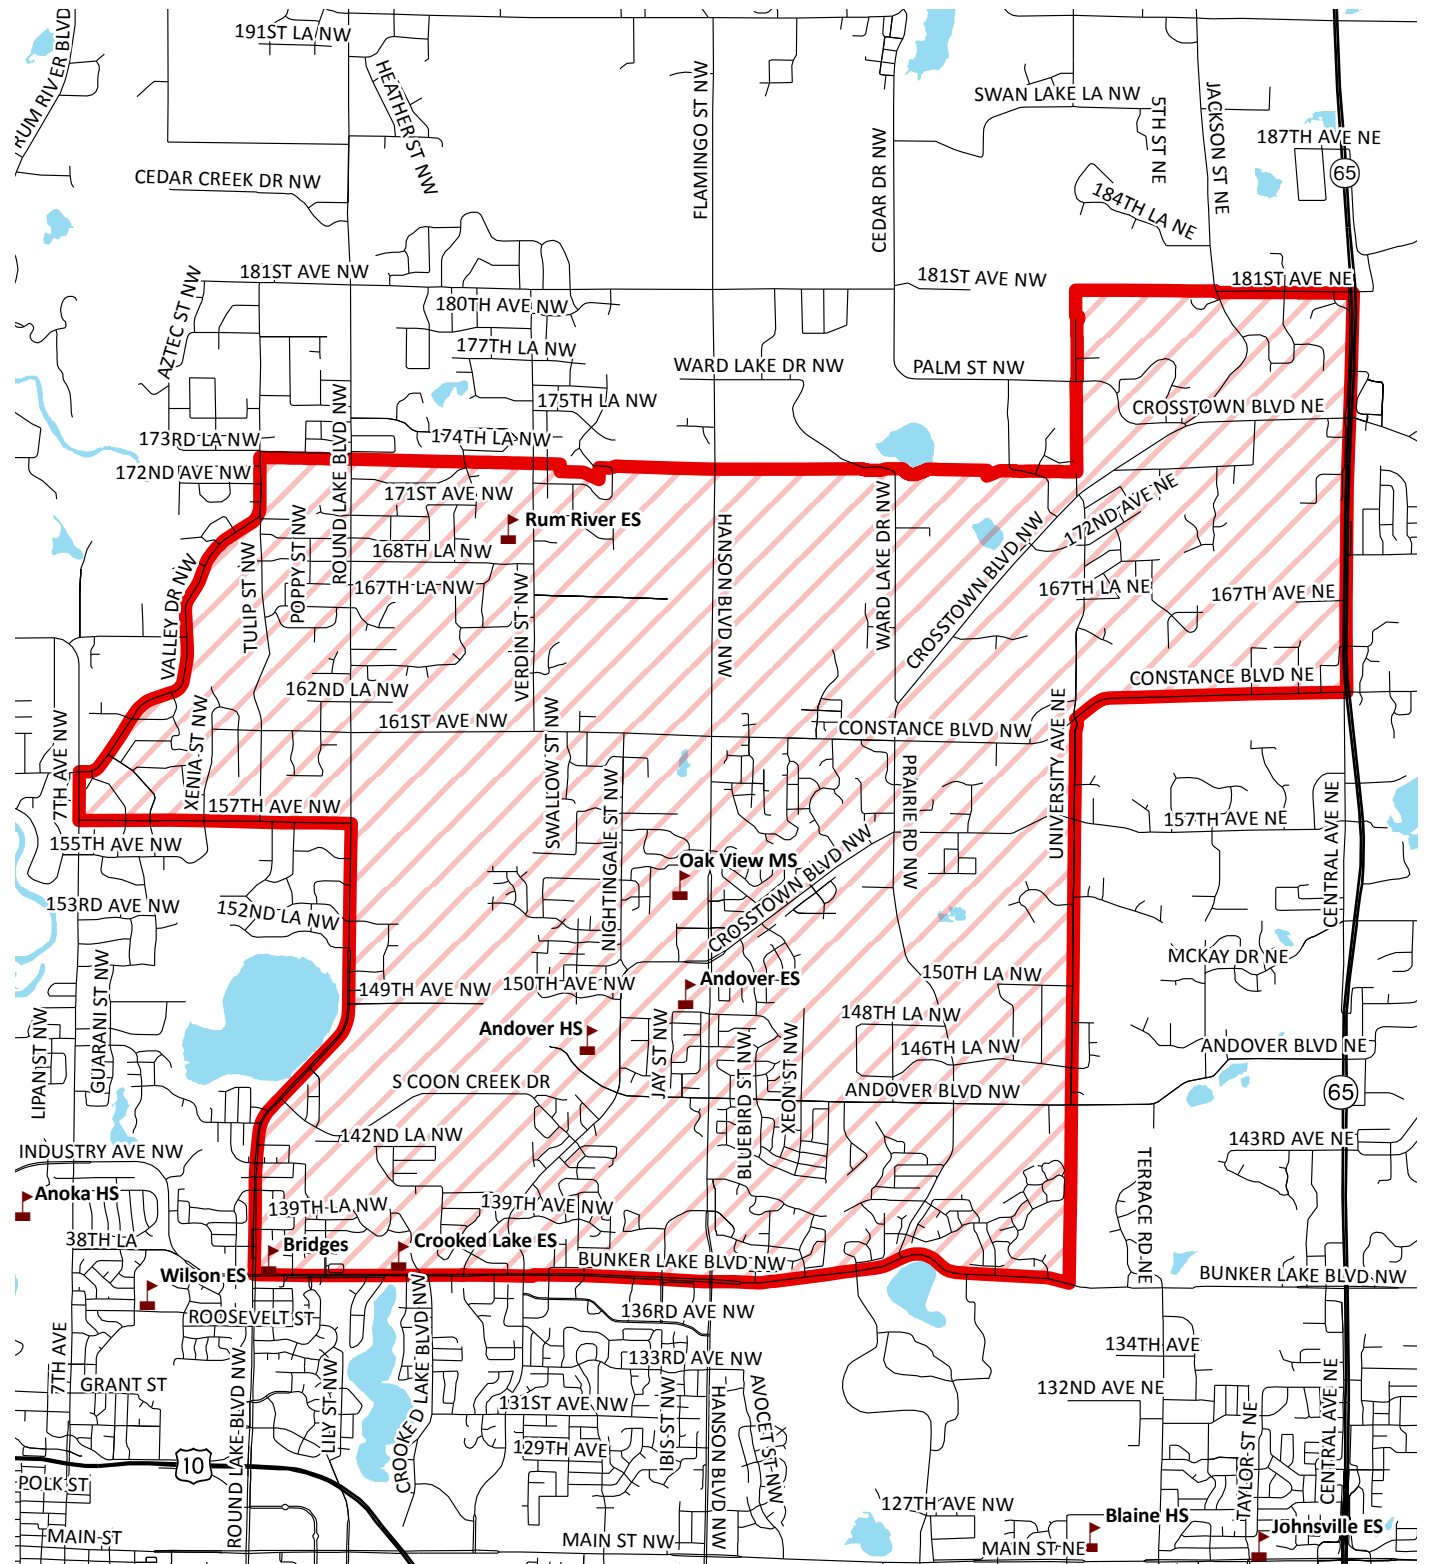 RUM RIVER BLVD
191ST LA NW
HEATHER ST NW
FLAMINGO ST NW
CEDAR DR NW
SWAN LAKE LA NW
5TH ST NE
JACKSON ST NE
187TH AVE NE
65
CEDAR CREEK DR NW
184TH LA NE
181ST AVE NW
181ST AVE NW
181ST AVE NE
AZTEC ST NW
180TH AVE NW
177TH LA NW
WARD LAKE DR NW
PALM ST NW
175TH LA NW
CROSSTOWN BLVD NE
173RD LA NW
ROUND LAKE BLVD NW
174TH LA NW
172ND AVE NW
171ST AVE NW
Rum River ES
172ND AVE NE
POPPY ST NW
HANSON BLVD NW
WARD LAKE DR NW
CROSSTOWN BLVD NW
168TH LA NW
VALLEY DR NW
TULIP ST NW
167TH LA NW
VERDIN ST NW
167TH LA NE
167TH AVE NE
162ND LA NW
CONSTANCE BLVD NE
7TH AVE NW
XENIA ST NW
161ST AVE NW
SWALLOW ST NW
CONSTANCE BLVD NW
UNIVERSITY AVE NE
157TH AVE NW
NIGHTINGALE ST NW
PRAIRIE RD NW
157TH AVE NE
CENTRAL AVE NE
155TH AVE NW
Oak View MS
CROSSTOWN BLVD NW
153RD AVE NW
152ND LA NW
MCKAY DR NE
GUARANI ST NW
149TH AVE NW
150TH AVE NW
Andover ES
150TH LA NW
LIPAN ST NW
Andover HS
JAY ST NW
148TH LA NW
146TH LA NW
ANDOVER BLVD NE
BLUEBIRD ST NW
XEON ST NW
S COON CREEK DR
ANDOVER BLVD NW
65
142ND LA NW
INDUSTRY AVE NW
143RD AVE NE
TERRACE RD NE
Anoka HS
139TH LA NW
139TH AVE NW
38TH LA
Bridges
Crooked Lake ES
BUNKER LAKE BLVD NW
Wilson ES
BUNKER LAKE BLVD NW
ROOSEVELT ST
136RD AVE NW
7TH AVE
CROOKED LAKE BLVD NW
134TH AVE
133RD AVE NW
GRANT ST
ROUND LAKE BLVD NW
LILY ST NW
131ST AVE NW
IBIS ST NW
HANSON BLVD NW
AVOCET ST NW
132ND AVE NE
CENTRAL AVE NE
TAYLOR ST NE
129TH AVE
10
POLK ST
127TH AVE NW
Blaine HS
Johnsville ES
MAIN ST
MAIN ST NW
MAIN ST NE